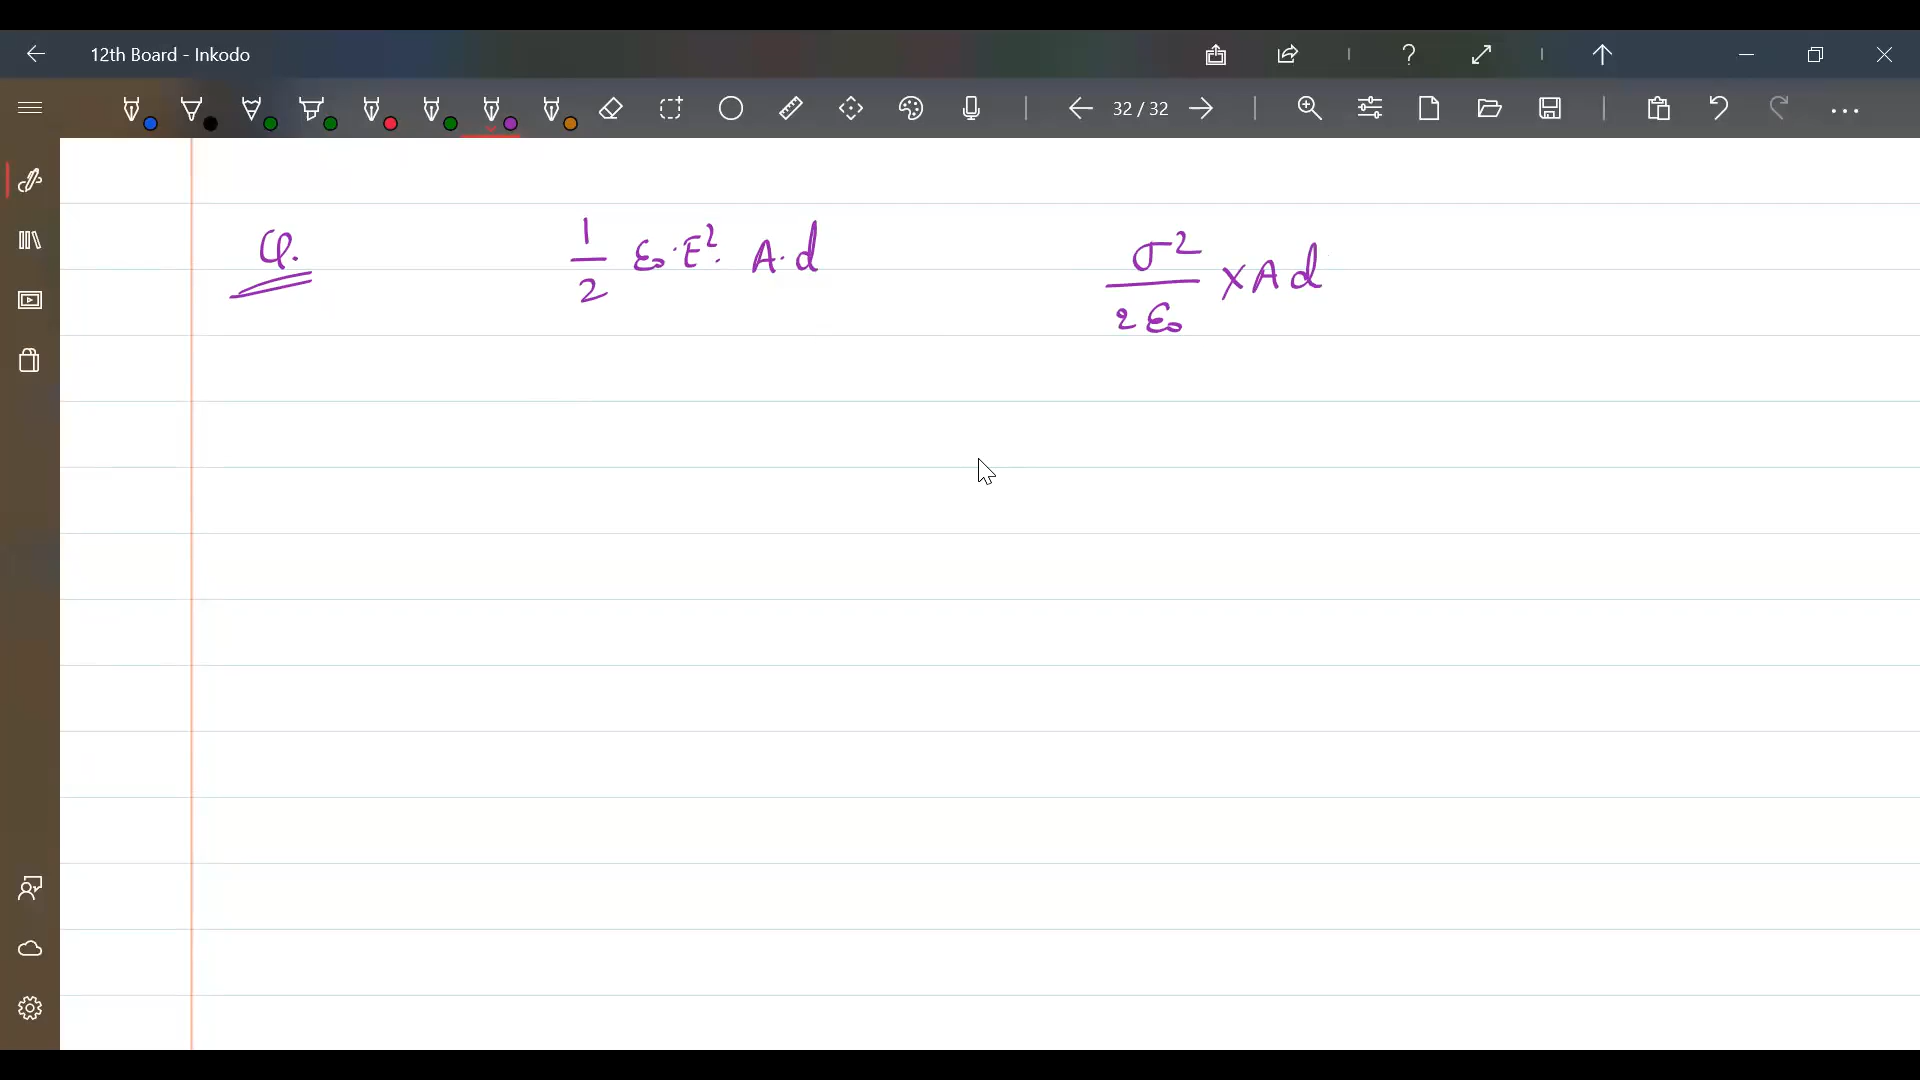 12th Board - Inkodo
32 / 32
Q. 1/2 ε₀·E²· A·d σ²/2ε₀ × A d